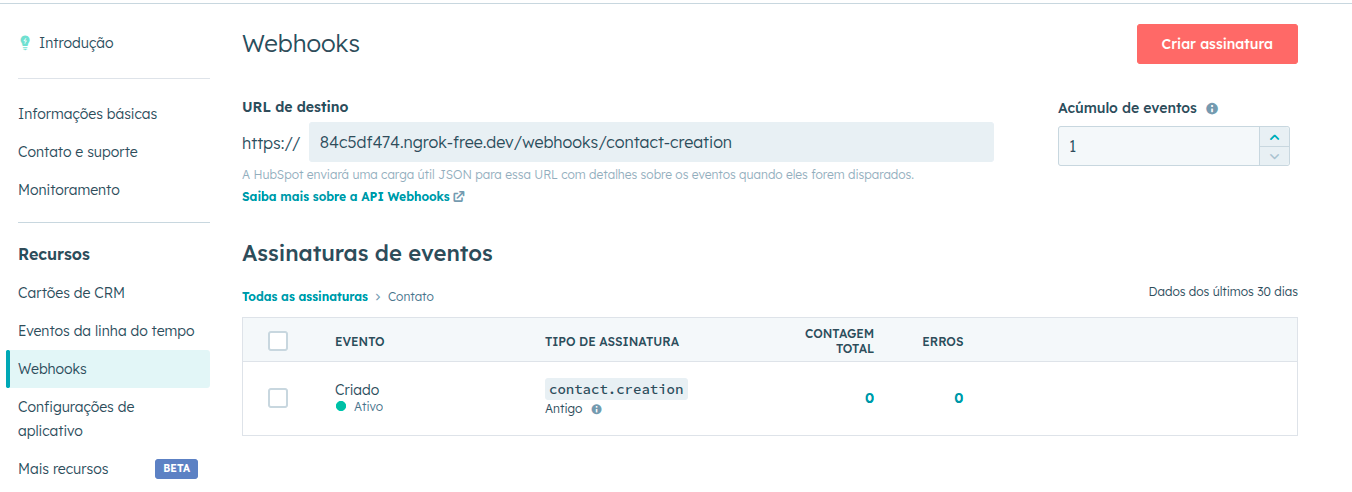 Introdução
Informações básicas
Contato e suporte
Monitoramento
Recursos
Cartões de CRM
Eventos da linha do tempo
Webhooks
Configurações de
aplicativo
Mais recursos BETA
Webhooks
Criar assinatura
URL de destino
https:// 84c5df474.ngrok-free.dev/webhooks/contact-creation
A HubSpot enviará uma carga útil JSON para essa URL com detalhes sobre os eventos quando eles forem disparados.
Saiba mais sobre a API Webhooks
Acúmulo de eventos
1
Assinaturas de eventos
Todas as assinaturas > Contato
Dados dos últimos 30 dias
EVENTO TIPO DE ASSINATURA CONTAGEM TOTAL ERROS
Criado contact.creation 0 0
Ativo Antigo